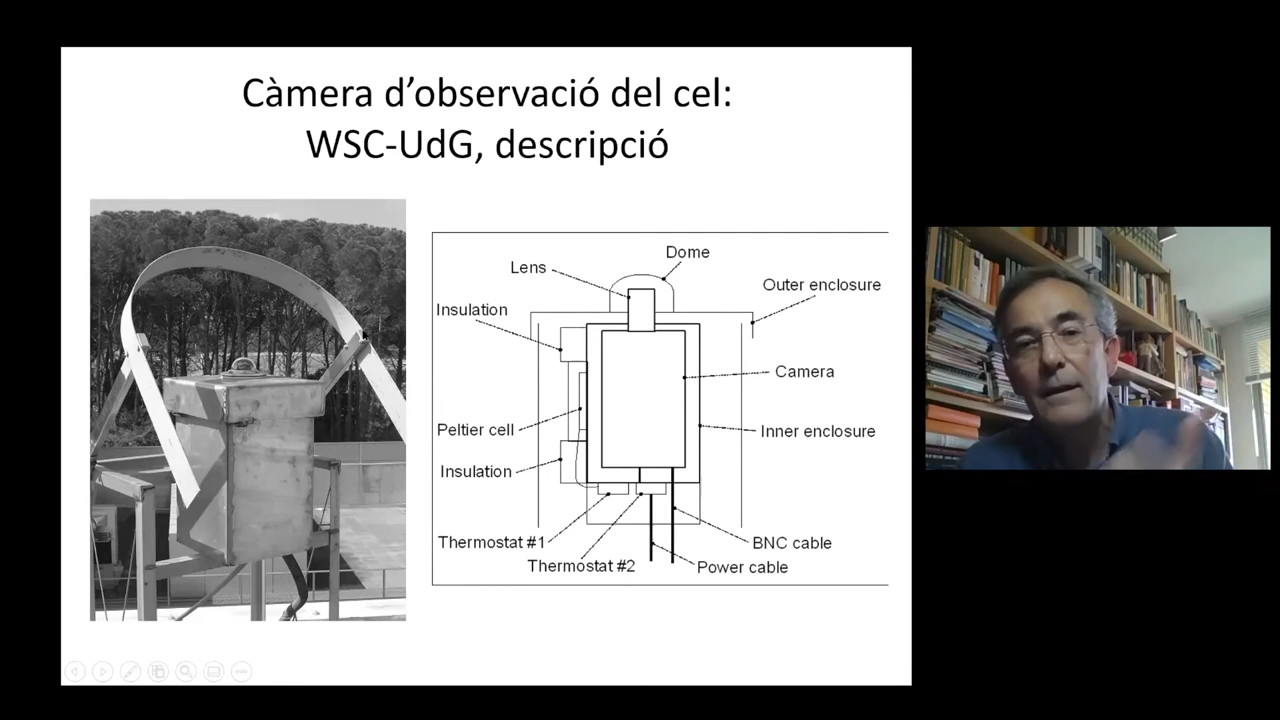 Càmera d’observació del cel:
WSC-UdG, descripció
Dome
Lens
Outer enclosure
Insulation
Camera
Peltier cell
Inner enclosure
Insulation
Thermostat #1
BNC cable
Thermostat #2
Power cable